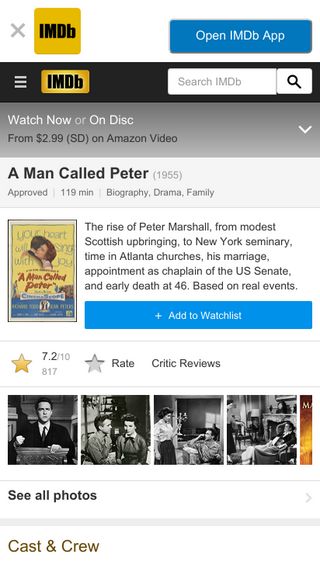 IMDb
Open IMDb App
IMDb
Search IMDb
Watch Now or On Disc
From $2.99 (SD) on Amazon Video
A Man Called Peter (1955)
Approved | 119 min | Biography, Drama, Family
your heart
will sing
with joy
A Man Called
Peter
CINEMASCOPE
RICHARD TODD JEAN PETERS
The rise of Peter Marshall, from modest
Scottish upbringing, to New York seminary,
time in Atlanta churches, his marriage,
appointment as chaplain of the US Senate,
and early death at 46. Based on real events.
+ Add to Watchlist
7.2/10
817
Rate
Critic Reviews
See all photos
Cast & Crew